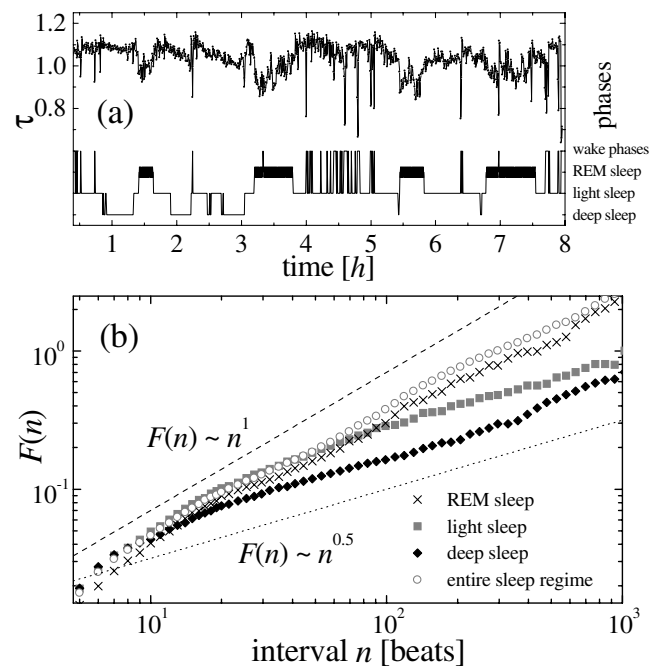 1.2
1.0
0.8
τ
(a)
phases
wake phases
REM sleep
light sleep
deep sleep
1 2 3 4 5 6 7 8
time [h]
(b)
10^0
10^-1
F(n)
F(n) ~ n^1
F(n) ~ n^0.5
REM sleep
light sleep
deep sleep
entire sleep regime
10^1 10^2 10^3
interval n [beats]